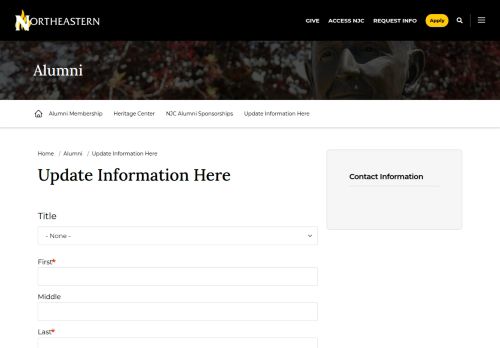 NORTHEASTERN
GIVE ACCESS NJC REQUEST INFO Apply
Alumni
Alumni Membership Heritage Center NJC Alumni Sponsorships Update Information Here
Home / Alumni / Update Information Here
Update Information Here
Contact Information
Title
- None -
First*
Middle
Last*